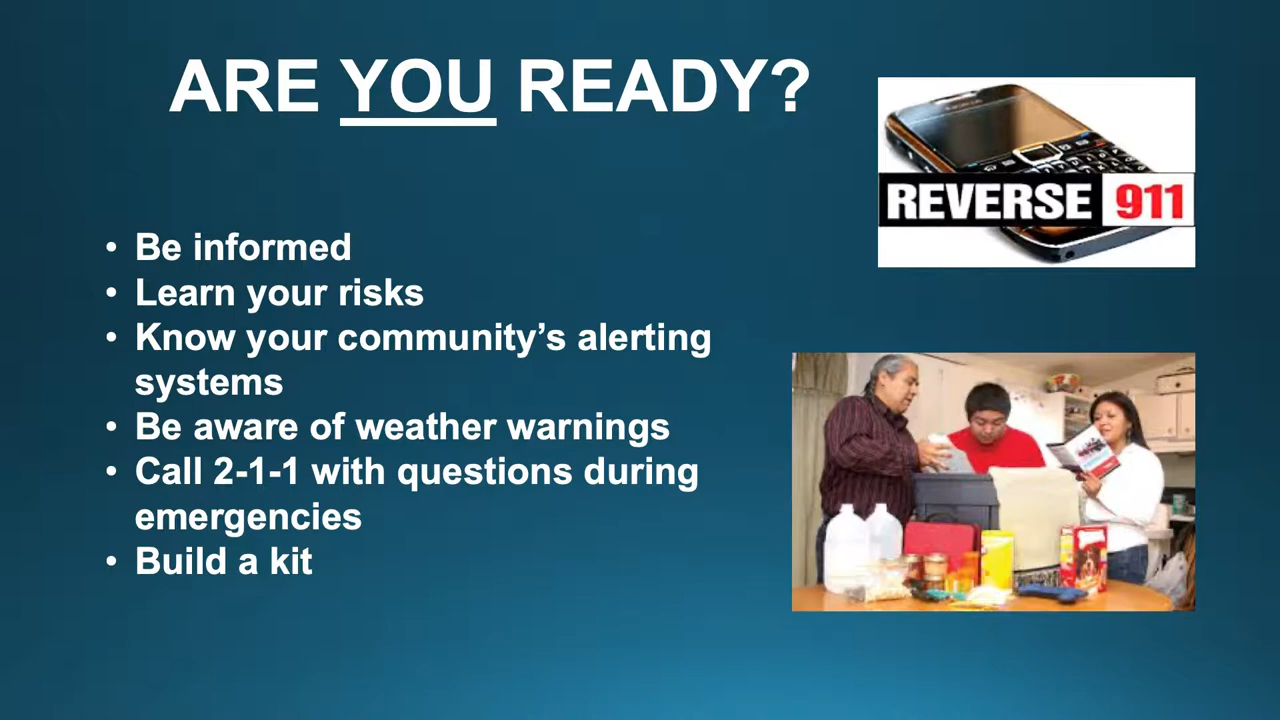 ARE YOU READY?
REVERSE 911
• Be informed
• Learn your risks
• Know your community’s alerting
systems
• Be aware of weather warnings
• Call 2-1-1 with questions during
emergencies
• Build a kit